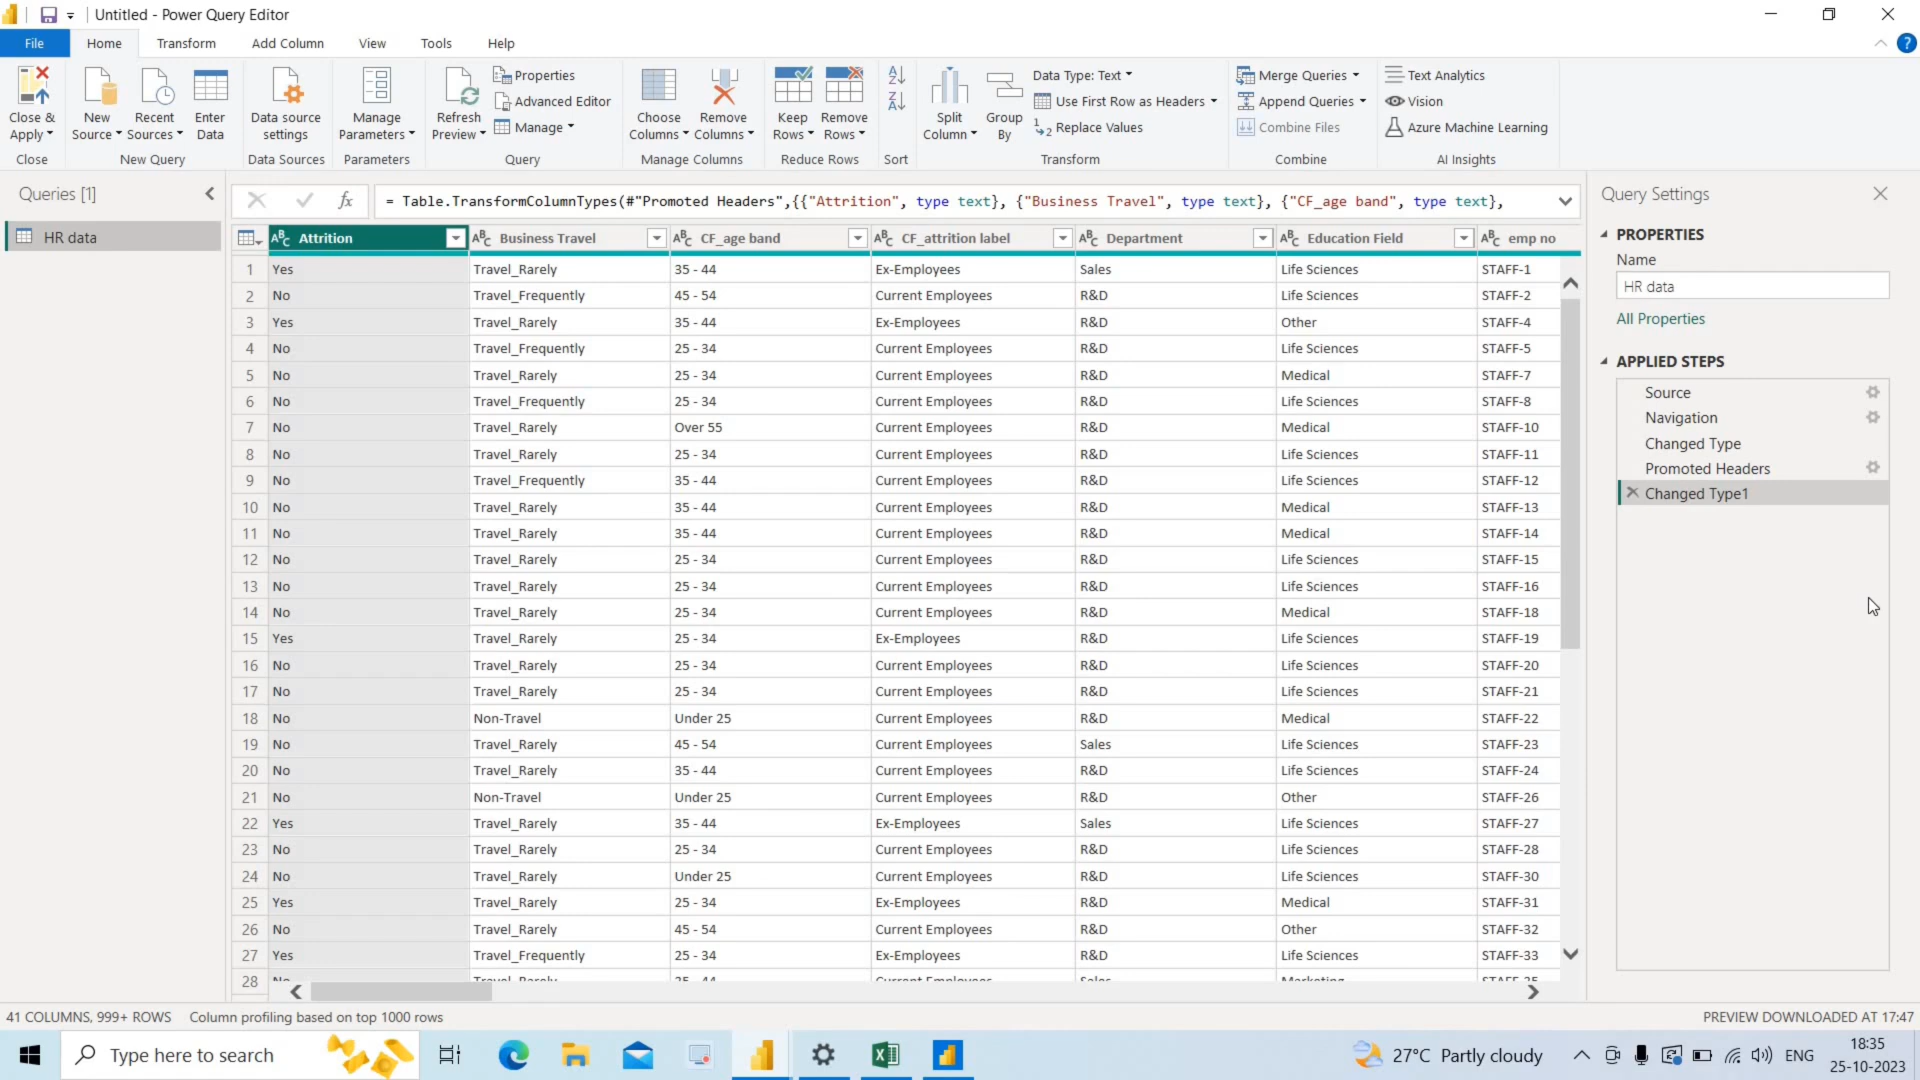 Untitled - Power Query Editor
File Home Transform Add Column View Tools Help
Close & Apply
Close
New Source
Recent Sources
Enter Data
New Query
Data source settings
Data Sources
Manage Parameters
Parameters
Refresh Preview
Properties
Advanced Editor
Manage
Query
Choose Columns
Remove Columns
Manage Columns
Keep Rows
Remove Rows
Reduce Rows
Sort
Split Column
Group By
Data Type: Text
Use First Row as Headers
Replace Values
Transform
Merge Queries
Append Queries
Combine Files
Combine
Text Analytics
Vision
Azure Machine Learning
AI Insights
Queries [1]
HR data
fx = Table.TransformColumnTypes(#"Promoted Headers",{{"Attrition", type text}, {"Business Travel", type text}, {"CF_age band", type text},
Attrition Business Travel CF_age band CF_attrition label Department Education Field emp no
1 Yes Travel_Rarely 35 - 44 Ex-Employees Sales Life Sciences STAFF-1
2 No Travel_Frequently 45 - 54 Current Employees R&D Life Sciences STAFF-2
3 Yes Travel_Rarely 35 - 44 Ex-Employees R&D Other STAFF-4
4 No Travel_Frequently 25 - 34 Current Employees R&D Life Sciences STAFF-5
5 No Travel_Rarely 25 - 34 Current Employees R&D Medical STAFF-7
6 No Travel_Frequently 25 - 34 Current Employees R&D Life Sciences STAFF-8
7 No Travel_Rarely Over 55 Current Employees R&D Medical STAFF-10
8 No Travel_Rarely 25 - 34 Current Employees R&D Life Sciences STAFF-11
9 No Travel_Frequently 35 - 44 Current Employees R&D Life Sciences STAFF-12
10 No Travel_Rarely 35 - 44 Current Employees R&D Medical STAFF-13
11 No Travel_Rarely 35 - 44 Current Employees R&D Medical STAFF-14
12 No Travel_Rarely 25 - 34 Current Employees R&D Life Sciences STAFF-15
13 No Travel_Rarely 25 - 34 Current Employees R&D Life Sciences STAFF-16
14 No Travel_Rarely 25 - 34 Current Employees R&D Medical STAFF-18
15 Yes Travel_Rarely 25 - 34 Ex-Employees R&D Life Sciences STAFF-19
16 No Travel_Rarely 25 - 34 Current Employees R&D Life Sciences STAFF-20
17 No Travel_Rarely 25 - 34 Current Employees R&D Life Sciences STAFF-21
18 No Non-Travel Under 25 Current Employees R&D Medical STAFF-22
19 No Travel_Rarely 45 - 54 Current Employees Sales Life Sciences STAFF-23
20 No Travel_Rarely 35 - 44 Current Employees R&D Life Sciences STAFF-24
21 No Non-Travel Under 25 Current Employees R&D Other STAFF-26
22 Yes Travel_Rarely 35 - 44 Ex-Employees Sales Life Sciences STAFF-27
23 No Travel_Rarely 25 - 34 Current Employees R&D Life Sciences STAFF-28
24 No Travel_Rarely Under 25 Current Employees R&D Life Sciences STAFF-30
25 Yes Travel_Rarely 25 - 34 Ex-Employees R&D Medical STAFF-31
26 No Travel_Rarely 45 - 54 Current Employees R&D Other STAFF-32
27 Yes Travel_Frequently 25 - 34 Ex-Employees R&D Life Sciences STAFF-33
28
Query Settings
PROPERTIES
Name
HR data
All Properties
APPLIED STEPS
Source
Navigation
Changed Type
Promoted Headers
Changed Type1
41 COLUMNS, 999+ ROWS Column profiling based on top 1000 rows PREVIEW DOWNLOADED AT 17:47
Type here to search
27°C Partly cloudy
ENG
18:35
25-10-2023